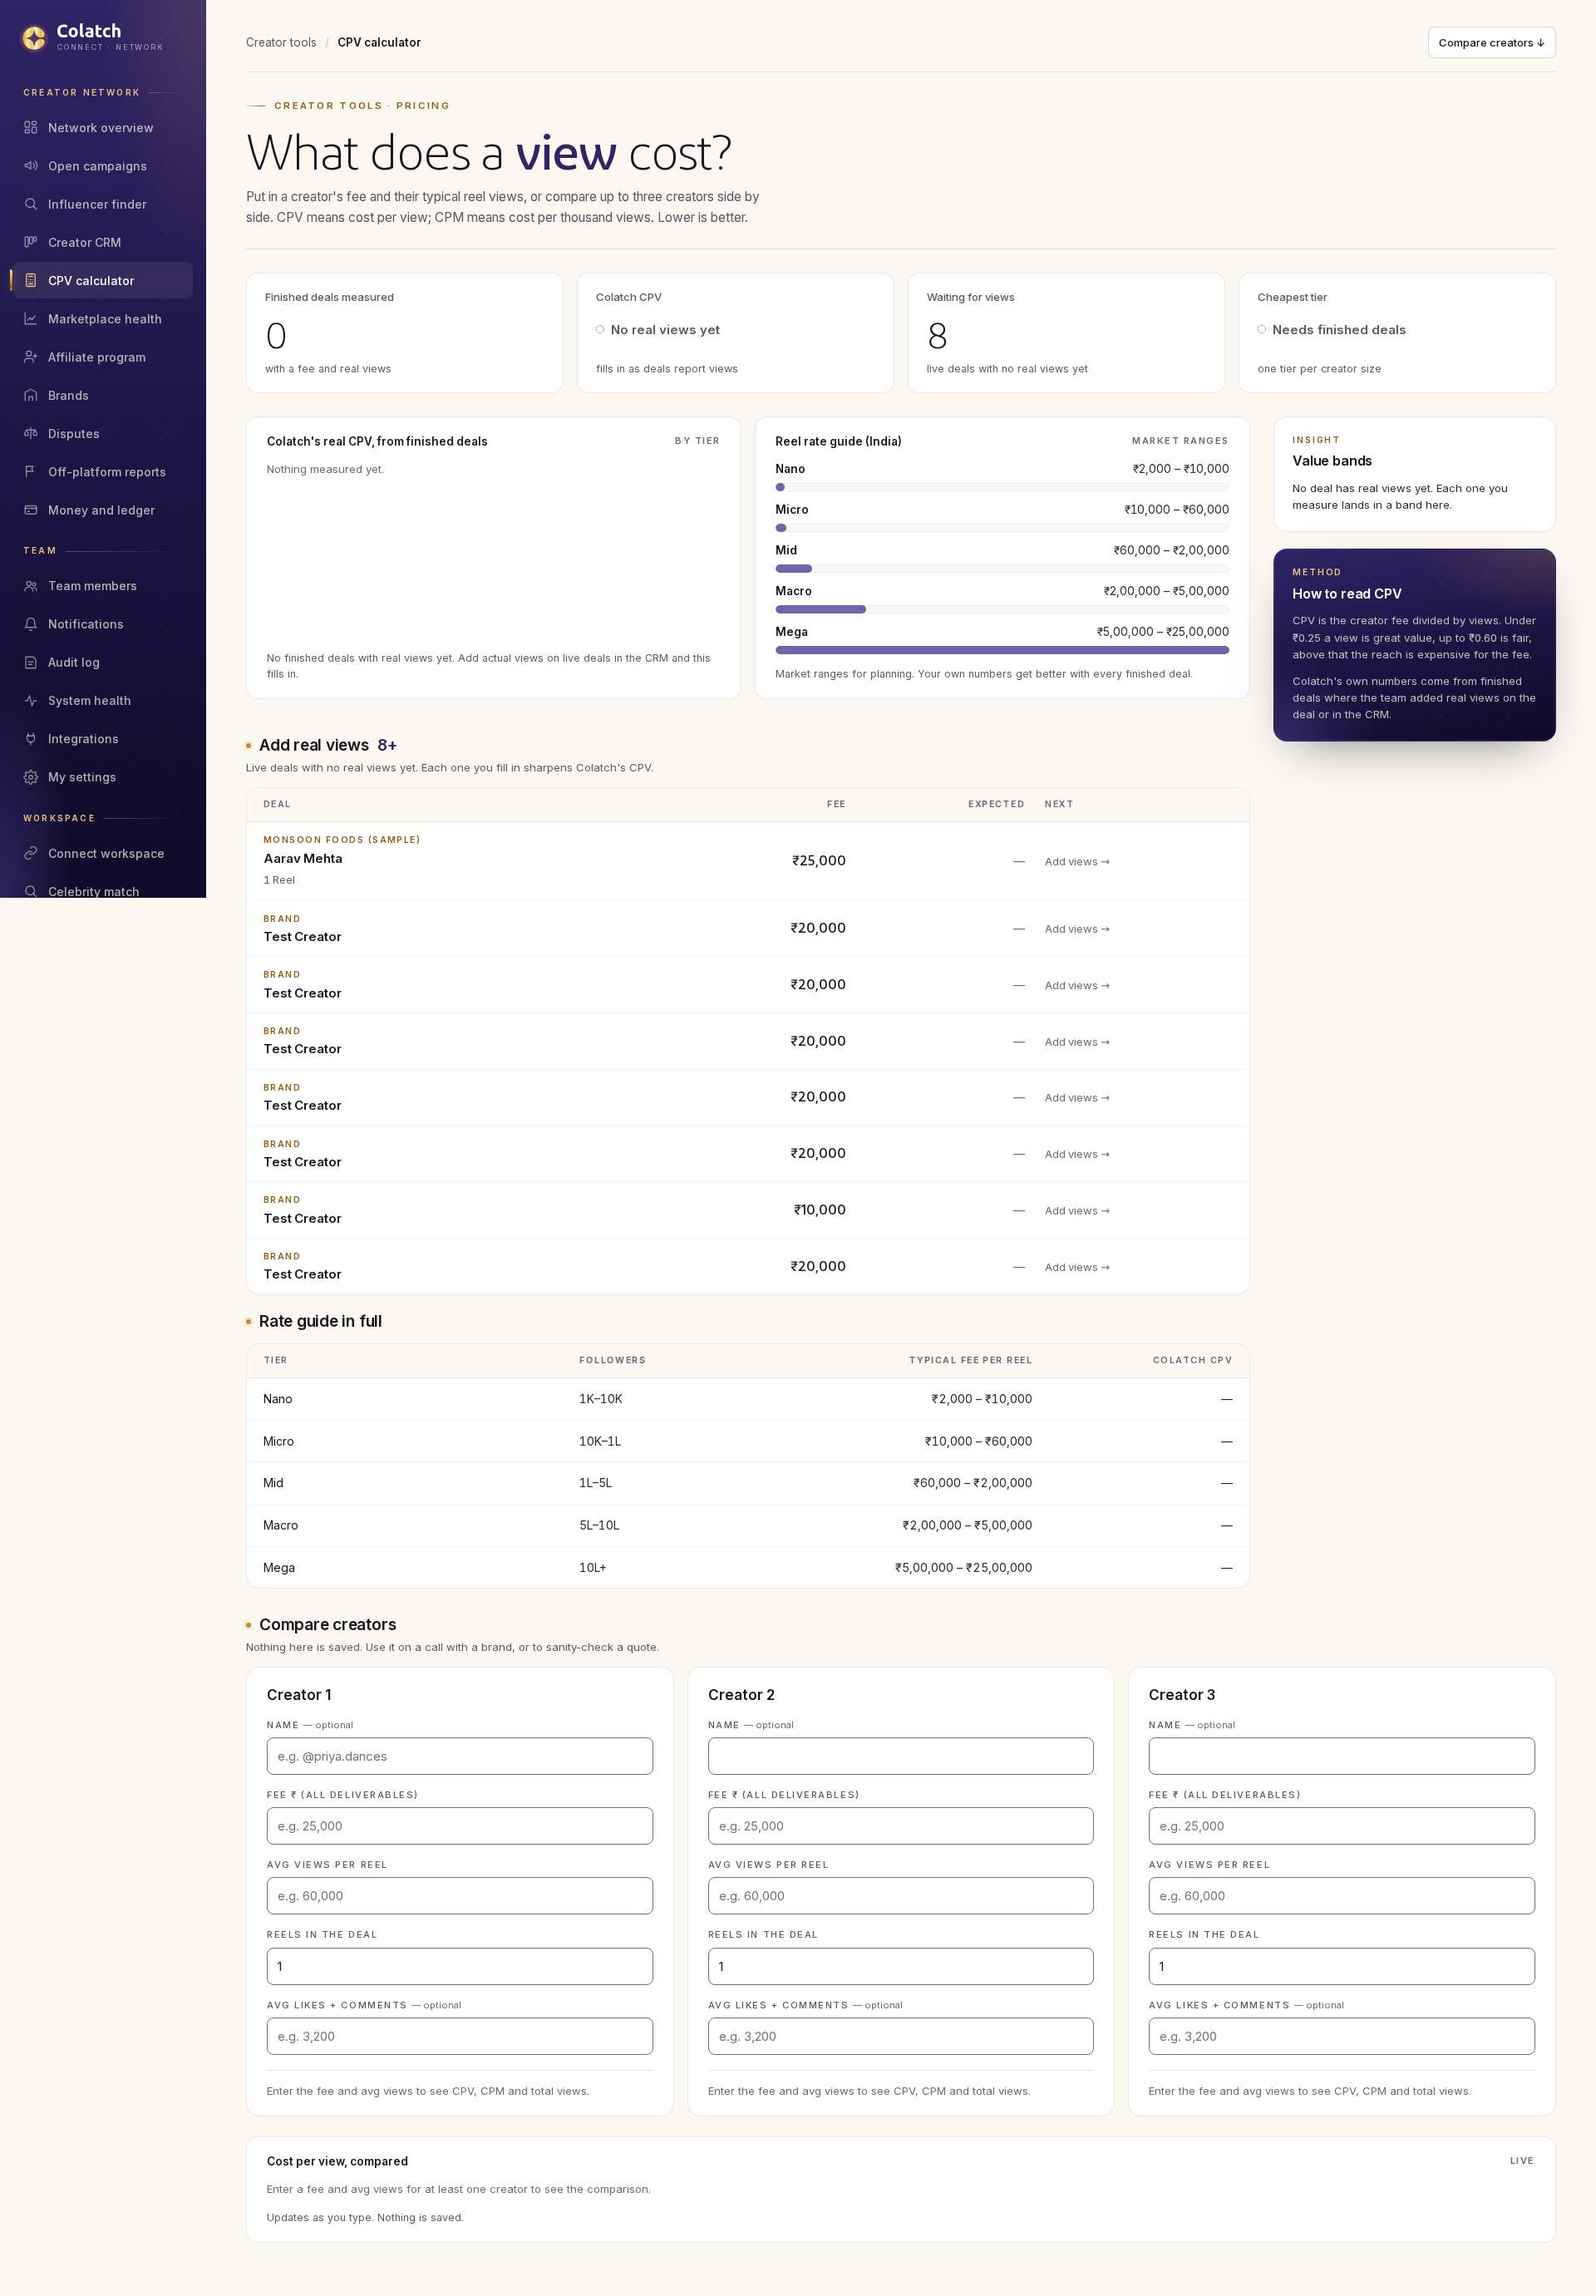 Colatch
CONNECT · NETWORK
CREATOR NETWORK
Network overview
Open campaigns
Influencer finder
Creator CRM
CPV calculator
Marketplace health
Affiliate program
Brands
Disputes
Off-platform reports
Money and ledger
TEAM
Team members
Notifications
Audit log
System health
Integrations
My settings
WORKSPACE
Connect workspace
Celebrity match
Creator tools / CPV calculator
Compare creators ↓
CREATOR TOOLS · PRICING
What does a view cost?
Put in a creator's fee and their typical reel views, or compare up to three creators side by
side. CPV means cost per view; CPM means cost per thousand views. Lower is better.
Finished deals measured
0
with a fee and real views
Colatch CPV
No real views yet
fills in as deals report views
Waiting for views
8
live deals with no real views yet
Cheapest tier
Needs finished deals
one tier per creator size
Colatch's real CPV, from finished deals
BY TIER
Nothing measured yet.
No finished deals with real views yet. Add actual views on live deals in the CRM and this
fills in.
Reel rate guide (India)
MARKET RANGES
Nano ₹2,000 – ₹10,000
Micro ₹10,000 – ₹60,000
Mid ₹60,000 – ₹2,00,000
Macro ₹2,00,000 – ₹5,00,000
Mega ₹5,00,000 – ₹25,00,000
Market ranges for planning. Your own numbers get better with every finished deal.
INSIGHT
Value bands
No deal has real views yet. Each one you
measure lands in a band here.
METHOD
How to read CPV
CPV is the creator fee divided by views. Under
₹0.25 a view is great value, up to ₹0.60 is fair,
above that the reach is expensive for the fee.
Colatch's own numbers come from finished
deals where the team added real views on the
deal or in the CRM.
Add real views 8+
Live deals with no real views yet. Each one you fill in sharpens Colatch's CPV.
DEAL FEE EXPECTED NEXT
MONSOON FOODS (SAMPLE)
Aarav Mehta
1 Reel
₹25,000 — Add views →
BRAND
Test Creator
₹20,000 — Add views →
BRAND
Test Creator
₹20,000 — Add views →
BRAND
Test Creator
₹20,000 — Add views →
BRAND
Test Creator
₹20,000 — Add views →
BRAND
Test Creator
₹20,000 — Add views →
BRAND
Test Creator
₹10,000 — Add views →
BRAND
Test Creator
₹20,000 — Add views →
Rate guide in full
TIER FOLLOWERS TYPICAL FEE PER REEL COLATCH CPV
Nano 1K–10K ₹2,000 – ₹10,000 —
Micro 10K–1L ₹10,000 – ₹60,000 —
Mid 1L–5L ₹60,000 – ₹2,00,000 —
Macro 5L–10L ₹2,00,000 – ₹5,00,000 —
Mega 10L+ ₹5,00,000 – ₹25,00,000 —
Compare creators
Nothing here is saved. Use it on a call with a brand, or to sanity-check a quote.
Creator 1
NAME — optional
e.g. @priya.dances
FEE ₹ (ALL DELIVERABLES)
e.g. 25,000
AVG VIEWS PER REEL
e.g. 60,000
REELS IN THE DEAL
1
AVG LIKES + COMMENTS — optional
e.g. 3,200
Enter the fee and avg views to see CPV, CPM and total views.
Creator 2
NAME — optional
FEE ₹ (ALL DELIVERABLES)
e.g. 25,000
AVG VIEWS PER REEL
e.g. 60,000
REELS IN THE DEAL
1
AVG LIKES + COMMENTS — optional
e.g. 3,200
Enter the fee and avg views to see CPV, CPM and total views.
Creator 3
NAME — optional
FEE ₹ (ALL DELIVERABLES)
e.g. 25,000
AVG VIEWS PER REEL
e.g. 60,000
REELS IN THE DEAL
1
AVG LIKES + COMMENTS — optional
e.g. 3,200
Enter the fee and avg views to see CPV, CPM and total views.
Cost per view, compared
LIVE
Enter a fee and avg views for at least one creator to see the comparison.
Updates as you type. Nothing is saved.